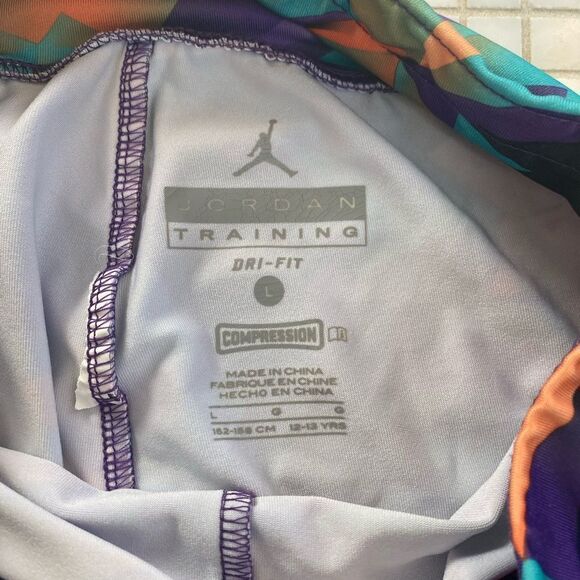 JORDAN
TRAINING
DRI-FIT
L
COMPRESSION
MADE IN CHINA
FABRIQUE EN CHINE
HECHO EN CHINA
L G G
152-158 CM 12-13 YRS